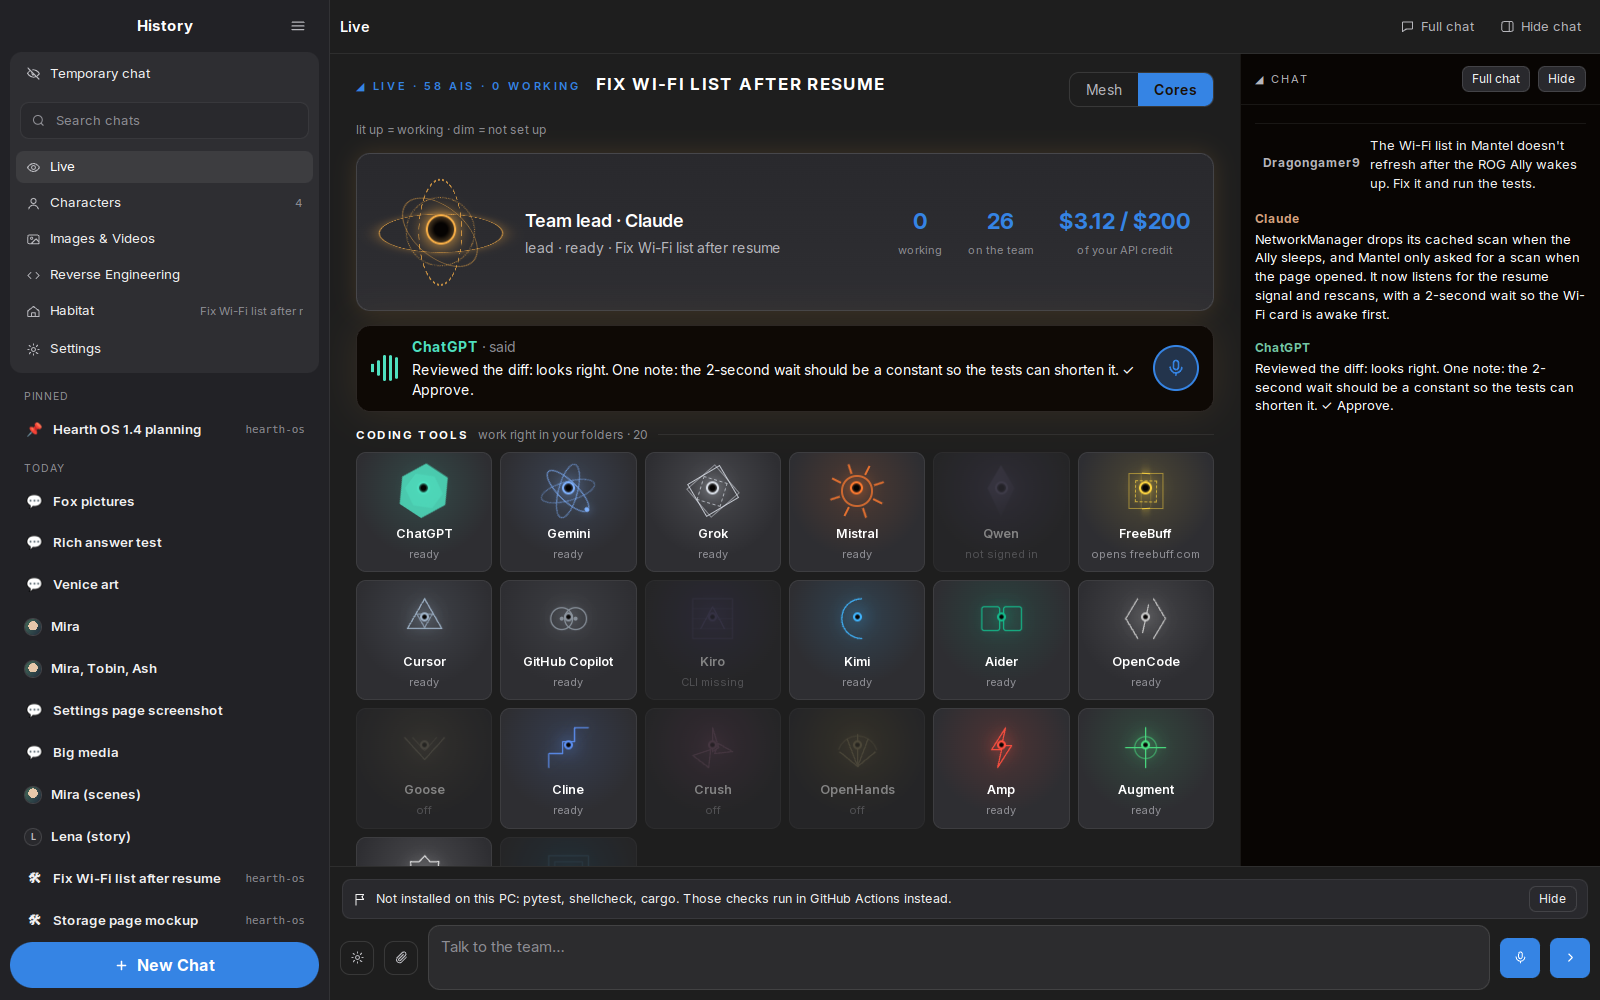 History
Temporary chat
Search chats
Live
Characters 4
Images & Videos
Reverse Engineering
Habitat Fix Wi-Fi list after r
Settings
PINNED
Hearth OS 1.4 planning hearth-os
TODAY
Fox pictures
Rich answer test
Venice art
Mira
Mira, Tobin, Ash
Settings page screenshot
Big media
Mira (scenes)
L Lena (story)
Fix Wi-Fi list after resume hearth-os
Storage page mockup hearth-os
+ New Chat
Live
Full chat
Hide chat
LIVE · 58 AIS · 0 WORKING
FIX WI-FI LIST AFTER RESUME
Mesh
Cores
lit up = working · dim = not set up
Team lead · Claude
lead · ready · Fix Wi-Fi list after resume
0
working
26
on the team
$3.12 / $200
of your API credit
ChatGPT · said
Reviewed the diff: looks right. One note: the 2-second wait should be a constant so the tests can shorten it. ✓
Approve.
CODING TOOLS work right in your folders · 20
ChatGPT
ready
Gemini
ready
Grok
ready
Mistral
ready
Qwen
not signed in
FreeBuff
opens freebuff.com
Cursor
ready
GitHub Copilot
ready
Kiro
CLI missing
Kimi
ready
Aider
ready
OpenCode
ready
Goose
off
Cline
ready
Crush
off
OpenHands
off
Amp
ready
Augment
ready
CHAT
Full chat
Hide
Dragongamer9
The Wi-Fi list in Mantel doesn't
refresh after the ROG Ally wakes
up. Fix it and run the tests.
Claude
NetworkManager drops its cached scan when the
Ally sleeps, and Mantel only asked for a scan when
the page opened. It now listens for the resume
signal and rescans, with a 2-second wait so the Wi-
Fi card is awake first.
ChatGPT
Reviewed the diff: looks right. One note: the 2-
second wait should be a constant so the tests can
shorten it. ✓ Approve.
Not installed on this PC: pytest, shellcheck, cargo. Those checks run in GitHub Actions instead.
Hide
Talk to the team...